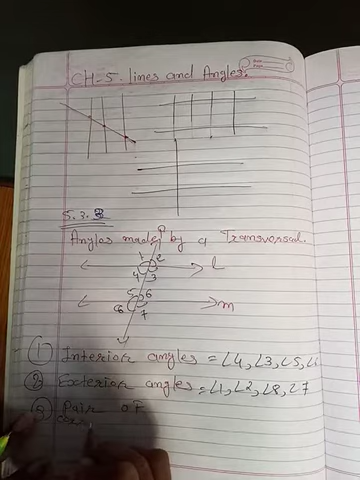 CH-5. Lines and Angles.
5.3.3
Angles made by a Transversal.
P
1 2
l
4 3
5 6
m
8 7
(1) Interior angles = ∠4, ∠3, ∠5, ∠6
(2) Exterior angles = ∠1, ∠2, ∠8, ∠7
(3) Pair of